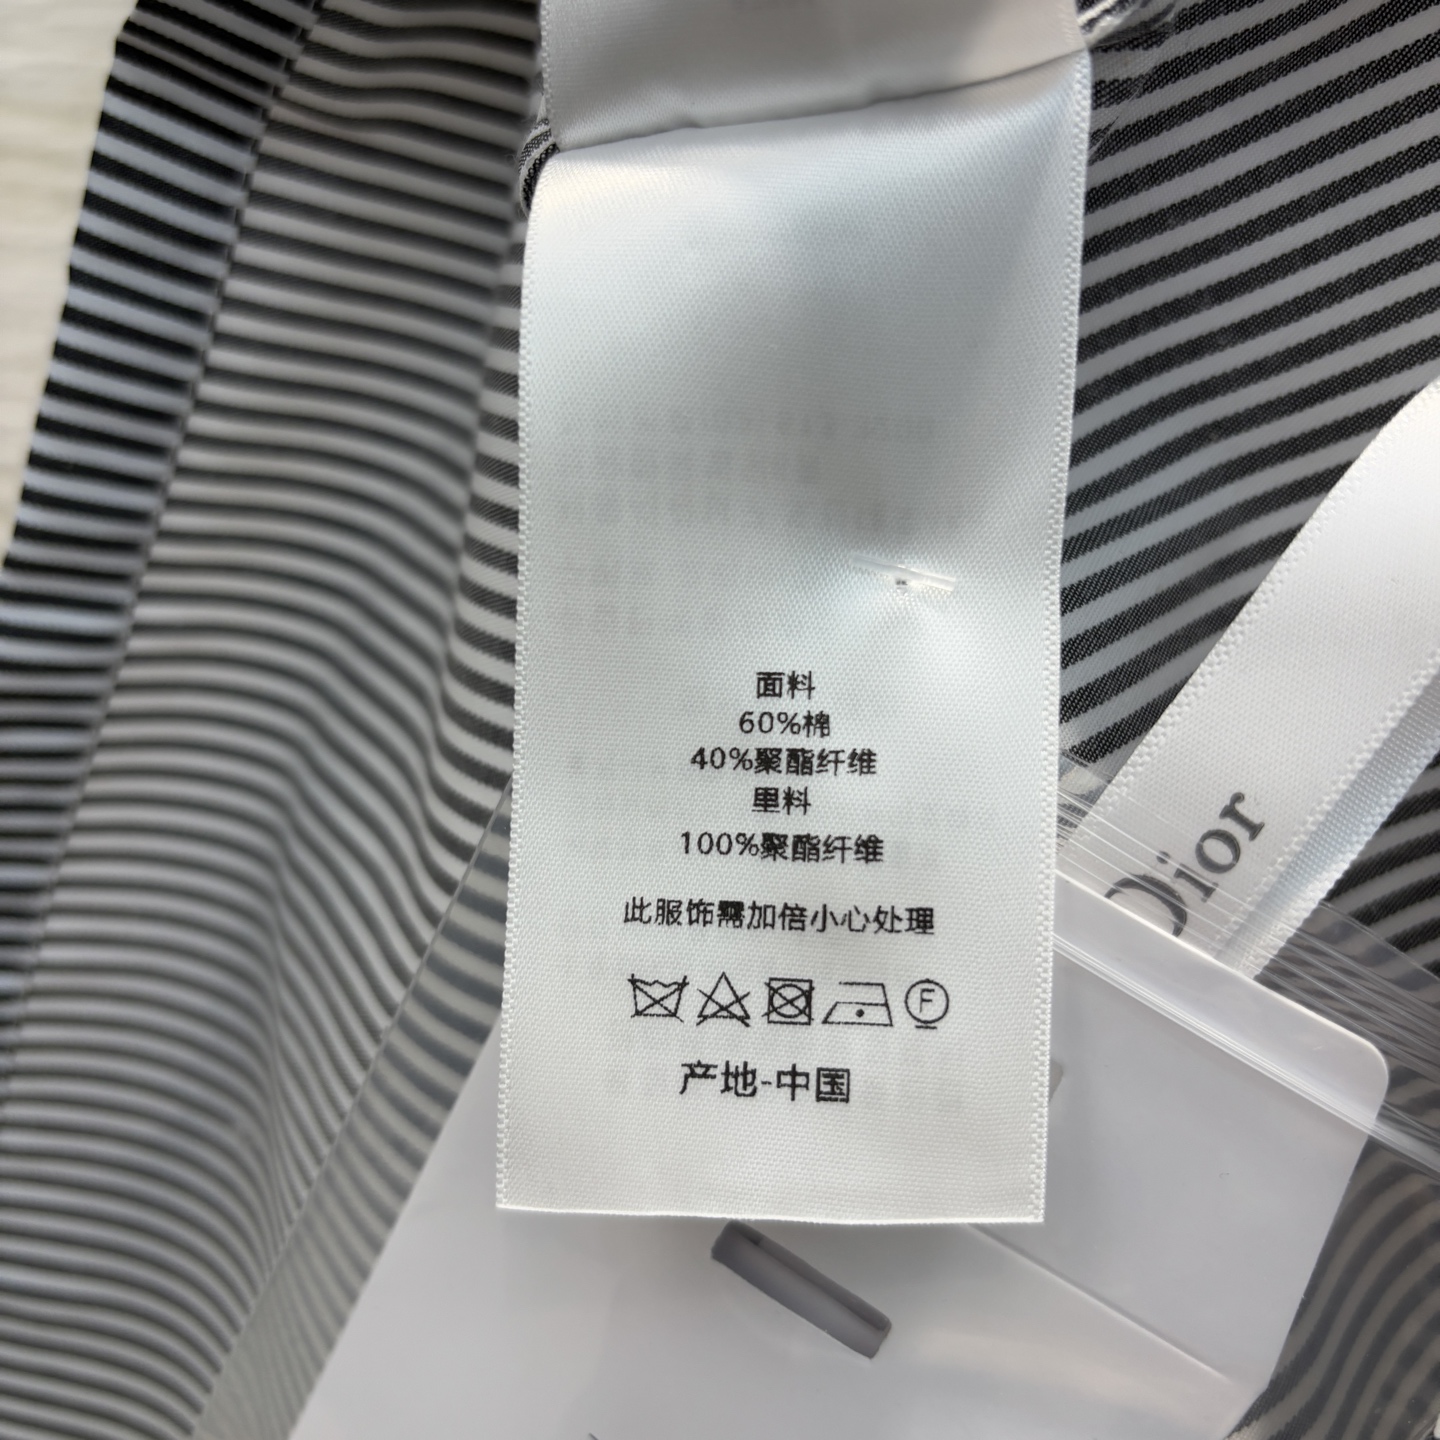 面料
60%棉
40%聚酯纤维
里料
100%聚酯纤维
此服饰需加倍小心处理
F
产地-中国
Dior